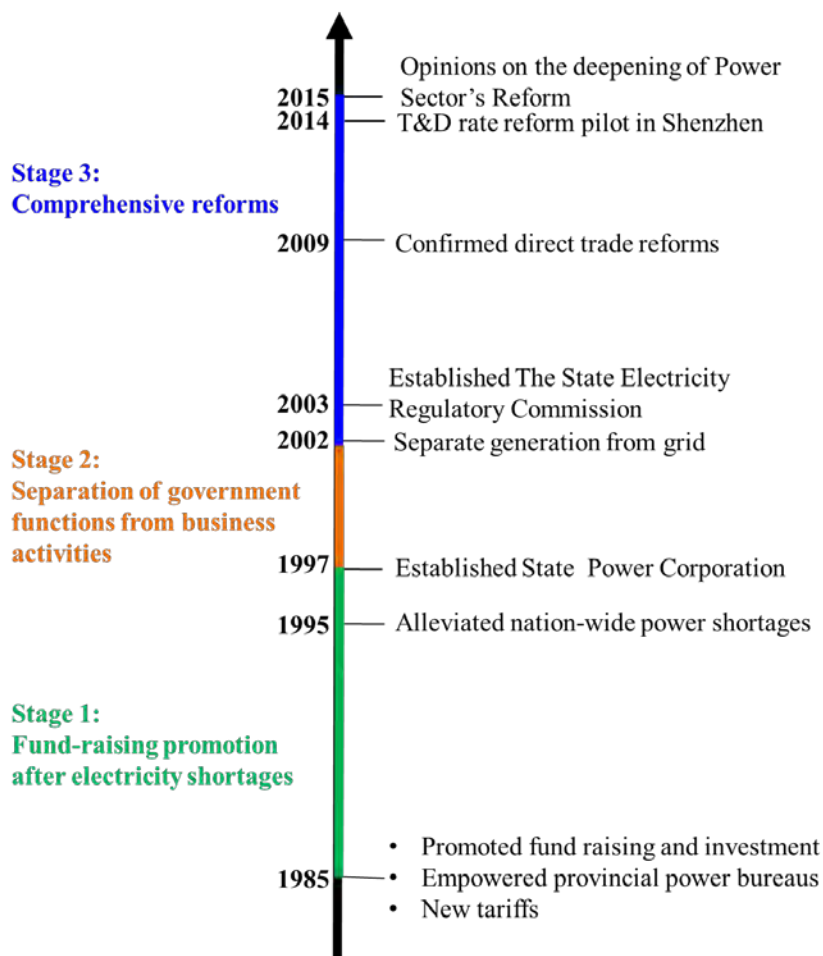 Opinions on the deepening of Power
2015 Sector's Reform
2014 T&D rate reform pilot in Shenzhen
Stage 3:
Comprehensive reforms
2009 Confirmed direct trade reforms
Established The State Electricity
2003 Regulatory Commission
2002 Separate generation from grid
Stage 2:
Separation of government
functions from business
activities
1997 Established State Power Corporation
1995 Alleviated nation-wide power shortages
Stage 1:
Fund-raising promotion
after electricity shortages
• Promoted fund raising and investment
1985 • Empowered provincial power bureaus
• New tariffs